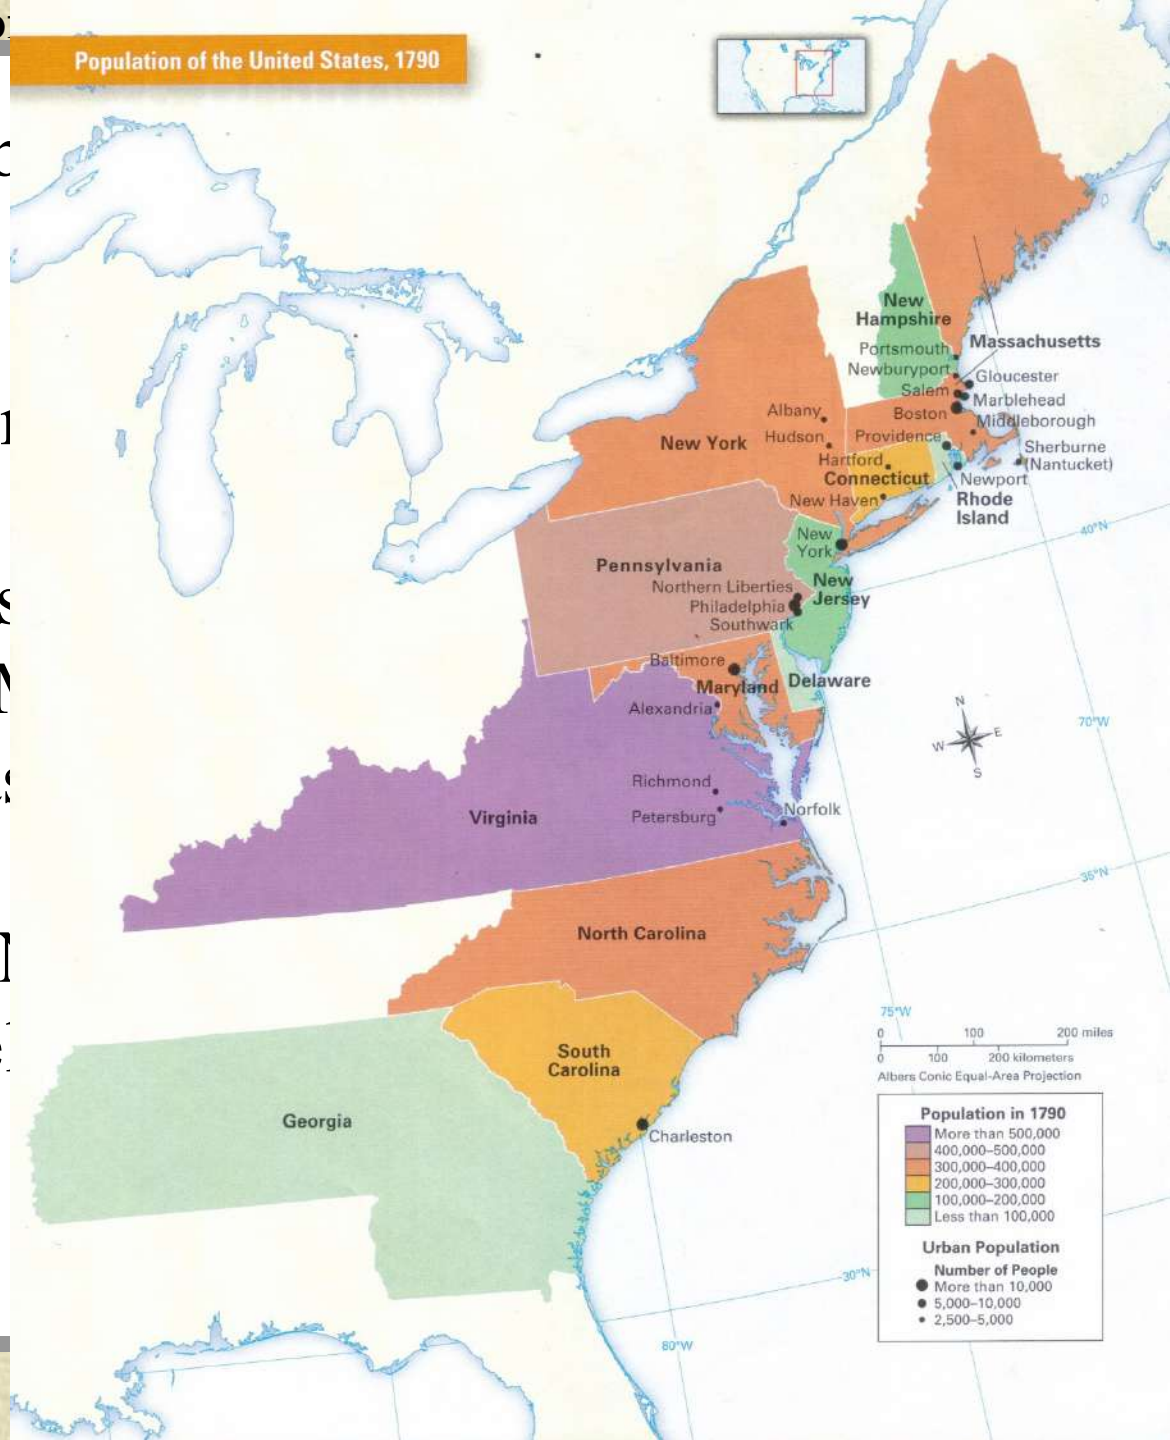 Population of the United States, 1790
New
Hampshire
Portsmouth
Massachusetts
Newburyport
Gloucester
Salem
Marblehead
Boston
Albany
Middleborough
Hudson
Providence
New York
Sherburne
(Nantucket)
Hartford
Connecticut
Newport
New Haven
Rhode
Island
40°N
New
York
Pennsylvania
Northern Liberties
New
Jersey
Philadelphia
Southwark
Baltimore
Maryland
Delaware
Alexandria
N
W
E
S
70°W
Richmond
Norfolk
Virginia
Petersburg
35°N
North Carolina
75°W
0 100 200 miles
0 100 200 kilometers
Albers Conic Equal-Area Projection
South
Carolina
Georgia
Charleston
Population in 1790
More than 500,000
400,000–500,000
300,000–400,000
200,000–300,000
100,000–200,000
Less than 100,000
Urban Population
Number of People
More than 10,000
5,000–10,000
2,500–5,000
30°N
80°W